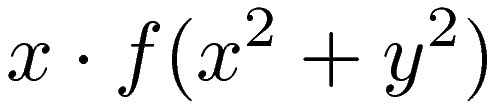 x · f(x² + y²)